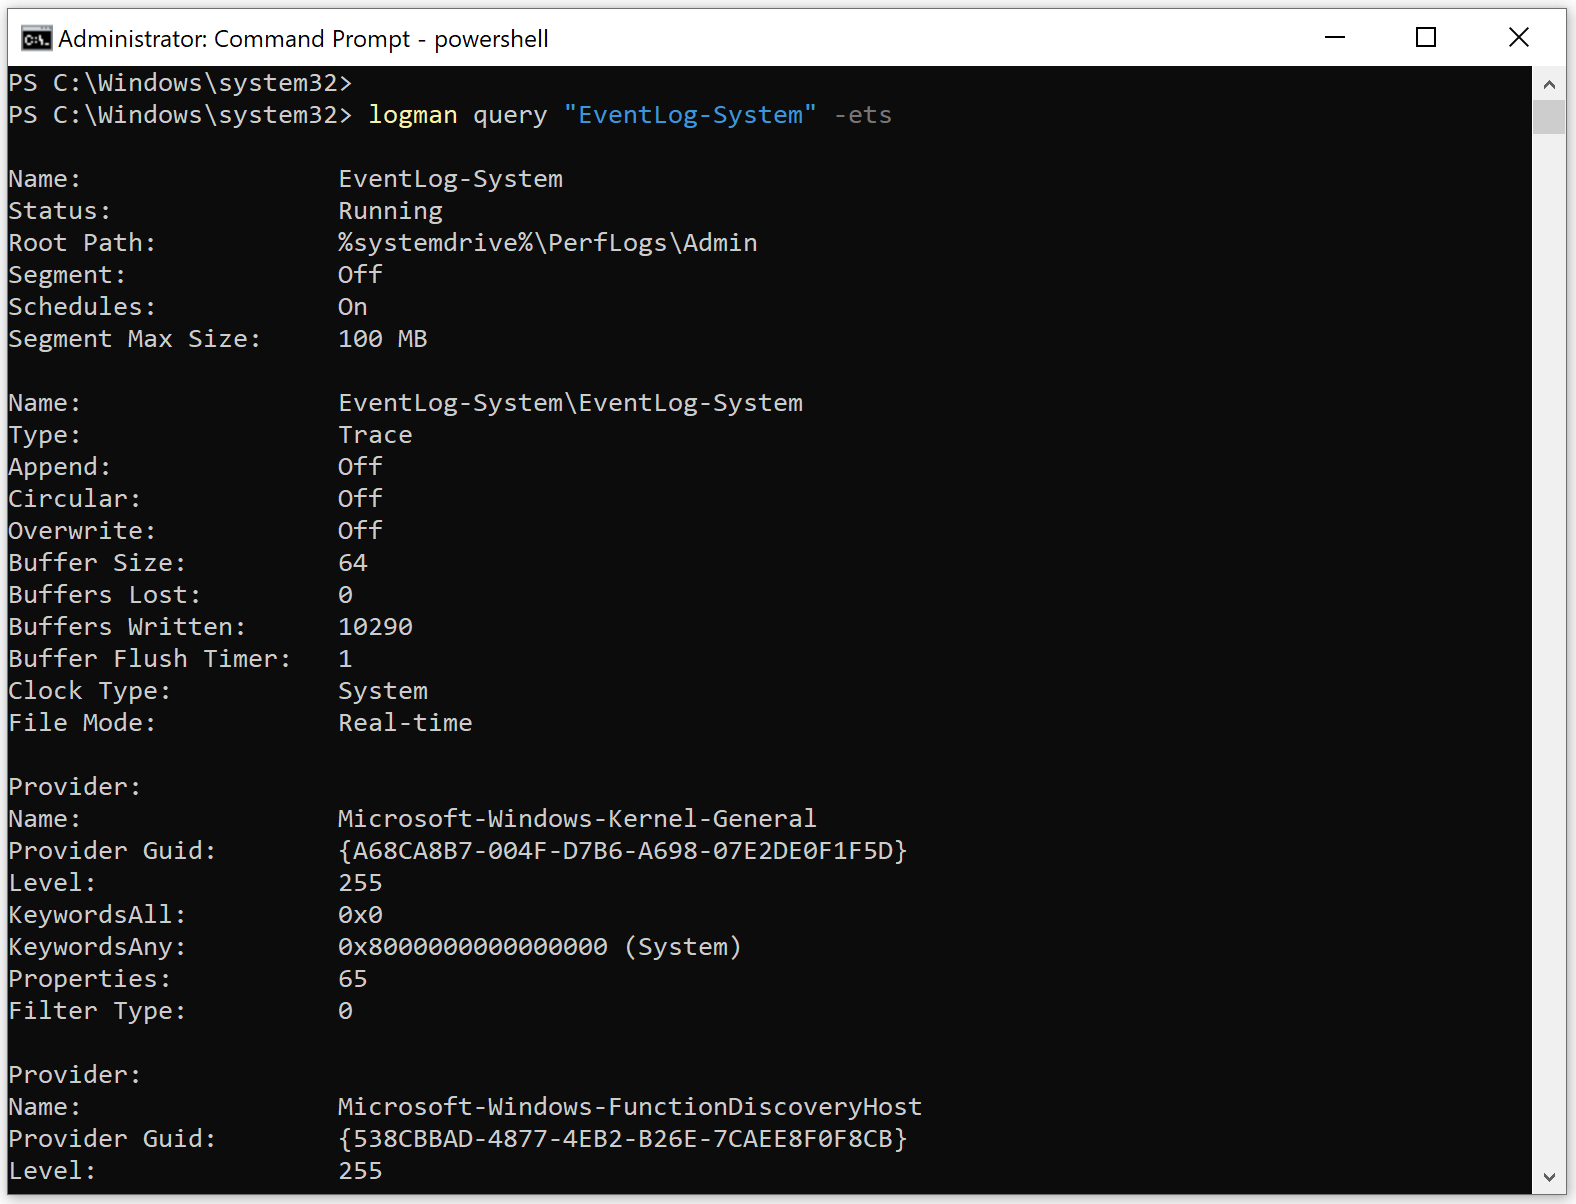 Administrator: Command Prompt - powershell
PS C:\Windows\system32>
PS C:\Windows\system32> logman query "EventLog-System" -ets
Name: EventLog-System
Status: Running
Root Path: %systemdrive%\PerfLogs\Admin
Segment: Off
Schedules: On
Segment Max Size: 100 MB
Name: EventLog-System\EventLog-System
Type: Trace
Append: Off
Circular: Off
Overwrite: Off
Buffer Size: 64
Buffers Lost: 0
Buffers Written: 10290
Buffer Flush Timer: 1
Clock Type: System
File Mode: Real-time
Provider:
Name: Microsoft-Windows-Kernel-General
Provider Guid: {A68CA8B7-004F-D7B6-A698-07E2DE0F1F5D}
Level: 255
KeywordsAll: 0x0
KeywordsAny: 0x8000000000000000 (System)
Properties: 65
Filter Type: 0
Provider:
Name: Microsoft-Windows-FunctionDiscoveryHost
Provider Guid: {538CBBAD-4877-4EB2-B26E-7CAEE8F0F8CB}
Level: 255